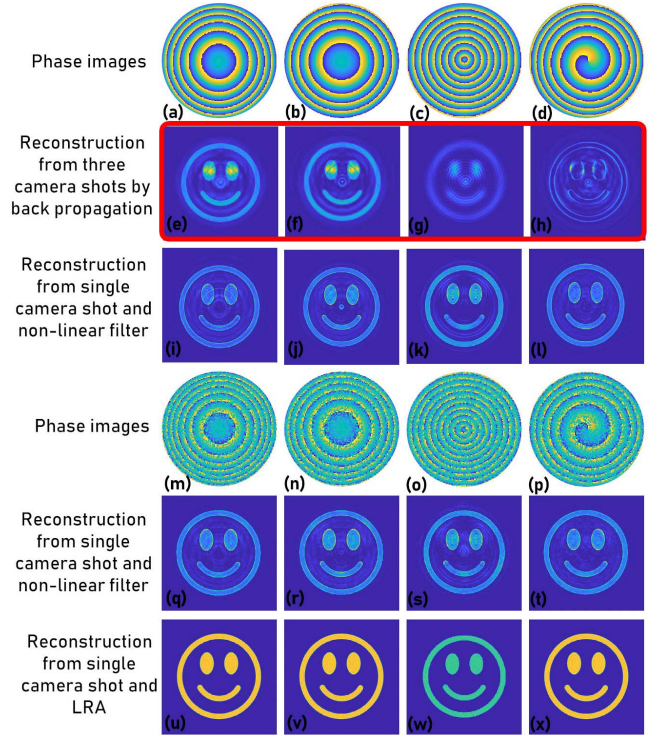 Phase images
(a) (b) (c) (d)
Reconstruction
from three
camera shots by
back propagation
(e) (f) (g) (h)
Reconstruction
from single
camera shot and
non-linear filter
(i) (j) (k) (l)
Phase images
(m) (n) (o) (p)
Reconstruction
from single
camera shot and
non-linear filter
(q) (r) (s) (t)
Reconstruction
from single
camera shot and
LRA
(u) (v) (w) (x)